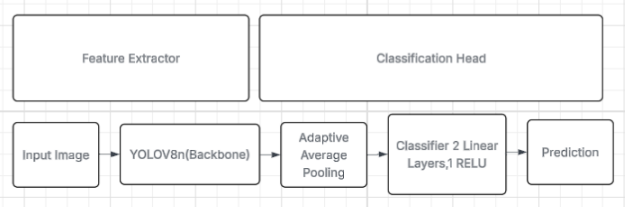 Feature Extractor
Classification Head
Input Image
YOLOV8n(Backbone)
Adaptive
Average
Pooling
Classifier 2 Linear
Layers,1 RELU
Prediction